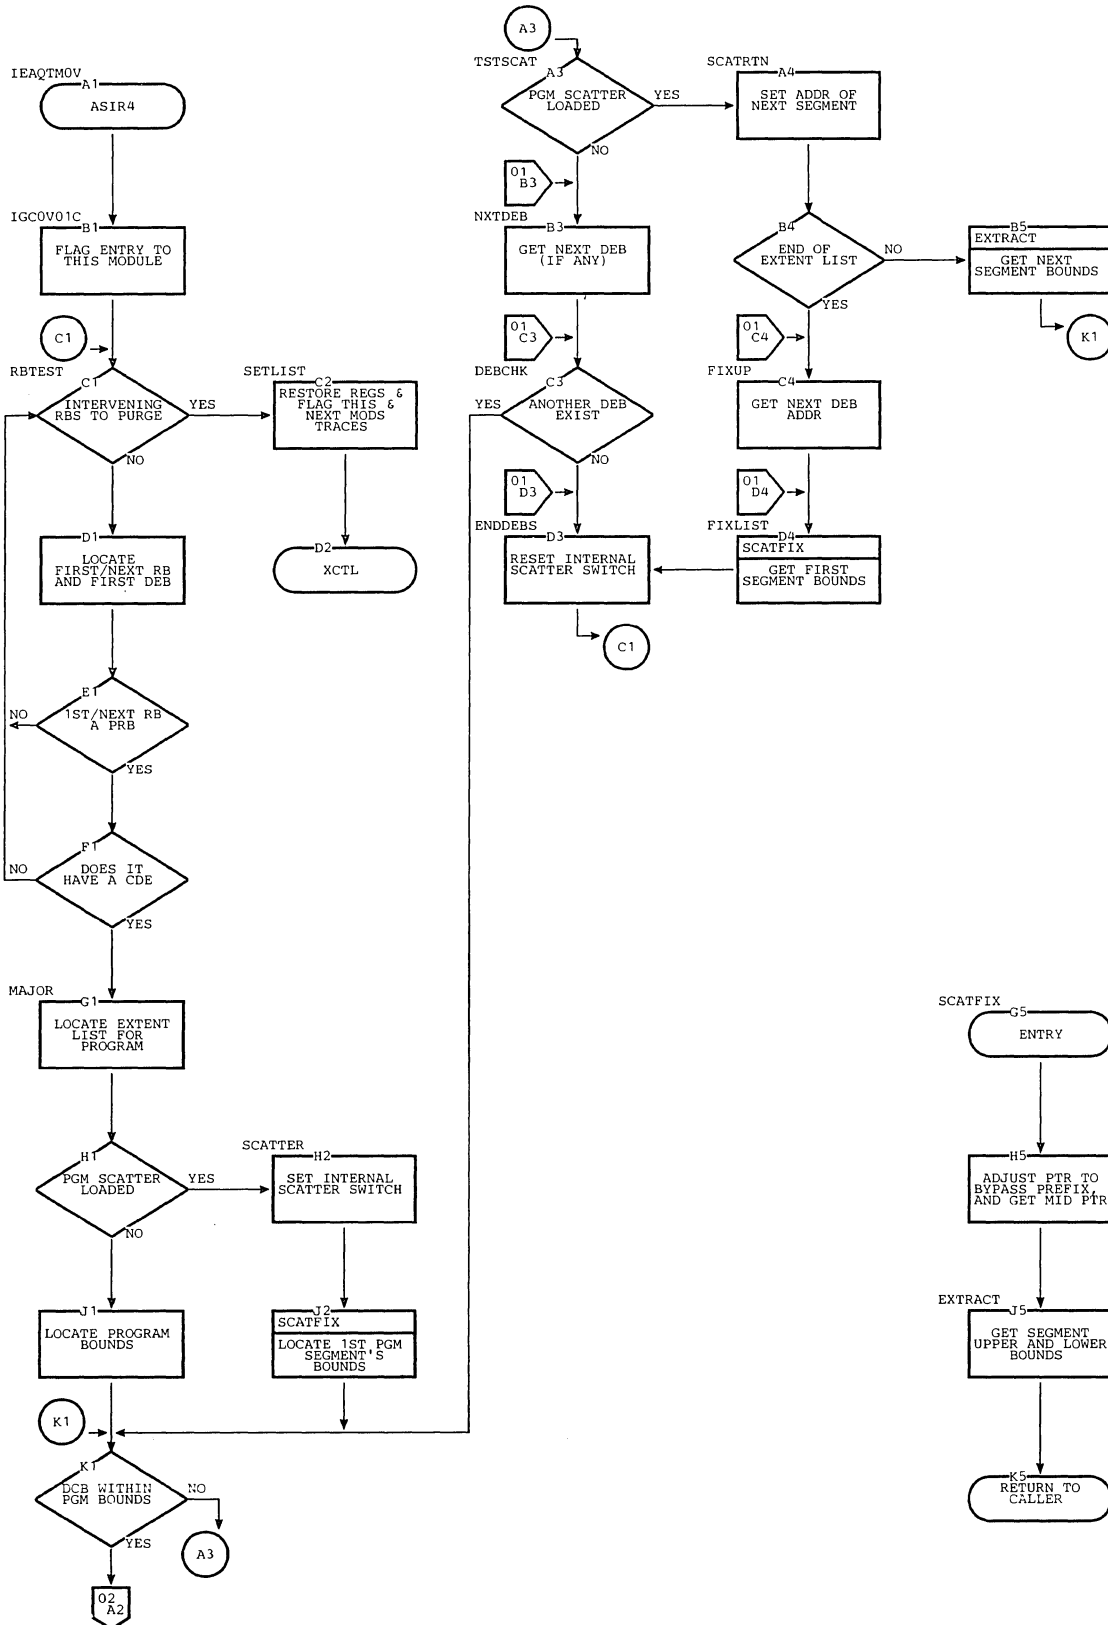 IEAQTM0V
A1
ASIR4
IGC0V01C
B1
FLAG ENTRY TO
THIS MODULE
C1
RBTEST
C1
INTERVENING
RBS TO PURGE
YES
NO
SETLIST
C2
RESTORE REGS &
FLAG THIS &
NEXT MODS
TRACES
D1
LOCATE
FIRST/NEXT RB
AND FIRST DEB
D2
XCTL
E1
1ST/NEXT RB
A PRB
NO
YES
F1
DOES IT
HAVE A CDE
NO
YES
MAJOR
G1
LOCATE EXTENT
LIST FOR
PROGRAM
H1
PGM SCATTER
LOADED
YES
NO
SCATTER
H2
SET INTERNAL
SCATTER SWITCH
J1
LOCATE PROGRAM
BOUNDS
J2
SCATFIX
LOCATE 1ST PGM
SEGMENT'S
BOUNDS
K1
K1
DCB WITHIN
PGM BOUNDS
NO
YES
A3
02
A2
A3
TSTSCAT
A3
PGM SCATTER
LOADED
YES
NO
SCATRTN
A4
SET ADDR OF
NEXT SEGMENT
01
B3
NXTDEB
B3
GET NEXT DEB
(IF ANY)
B4
END OF
EXTENT LIST
NO
YES
B5
EXTRACT
GET NEXT
SEGMENT BOUNDS
K1
01
C3
DEBCHK
C3
ANOTHER DEB
EXIST
YES
NO
01
C4
FIXUP
C4
GET NEXT DEB
ADDR
01
D3
ENDDEBS
D3
RESET INTERNAL
SCATTER SWITCH
01
D4
FIXLIST
D4
SCATFIX
GET FIRST
SEGMENT BOUNDS
C1
SCATFIX
G5
ENTRY
H5
ADJUST PTR TO
BYPASS PREFIX,
AND GET MID PTR
EXTRACT
J5
GET SEGMENT
UPPER AND LOWER
BOUNDS
K5
RETURN TO
CALLER